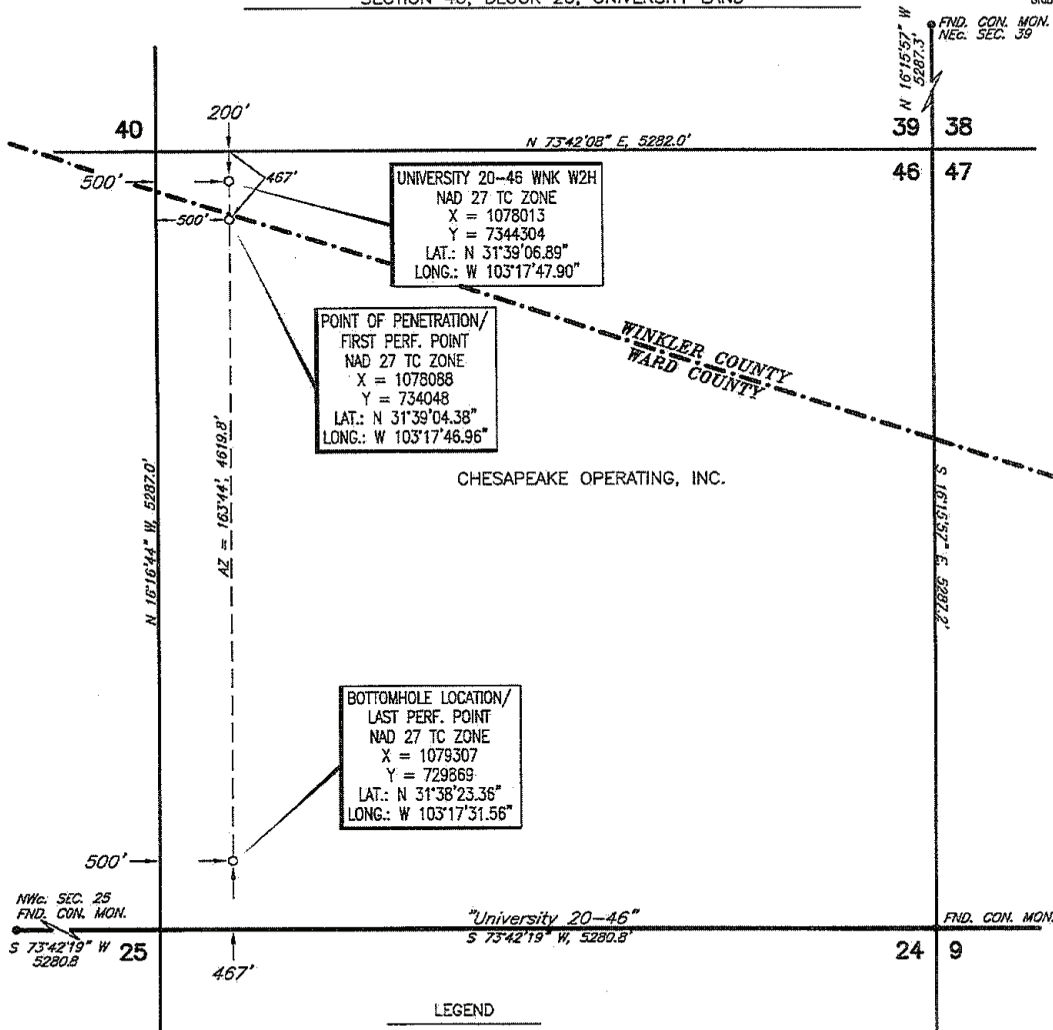 N 16°15'57" W
5287.3'
FND. CON. MON.
NEc. SEC. 39
40
200'
N 73°42'08" E, 5282.0'
39 38
46 47
500'
467'
500'
UNIVERSITY 20-46 WNK W2H
NAD 27 TC ZONE
X = 1078013
Y = 7344304
LAT.: N 31°39'06.89"
LONG.: W 103°17'47.90"
POINT OF PENETRATION/
FIRST PERF. POINT
NAD 27 TC ZONE
X = 1078088
Y = 734048
LAT.: N 31°39'04.38"
LONG.: W 103°17'46.96"
WINKLER COUNTY
WARD COUNTY
CHESAPEAKE OPERATING, INC.
N 16°16'44" W, 5287.0'
AZ = 163°44', 4619.8'
S 16°15'57" E, 5287.2'
BOTTOMHOLE LOCATION/
LAST PERF. POINT
NAD 27 TC ZONE
X = 1079307
Y = 729869
LAT.: N 31°38'23.36"
LONG.: W 103°17'31.56"
500'
NWc. SEC. 25
FND. CON. MON.
S 73°42'19" W
5280.8
25
467'
"University 20-46"
S 73°42'19" W, 5280.8'
FND. CON. MON.
24 9
LEGEND